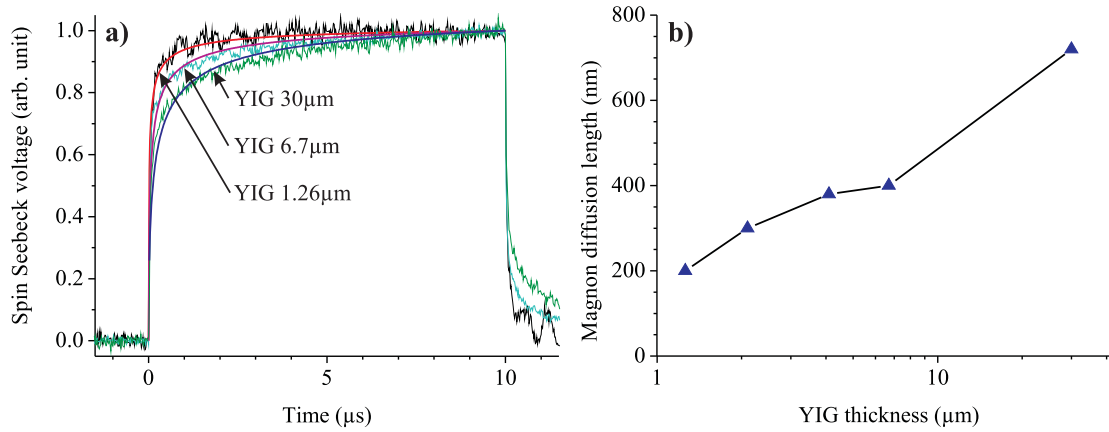 a)
Spin Seebeck voltage (arb. unit)
1.0
0.8
0.6
0.4
0.2
0.0
YIG 30µm
YIG 6.7µm
YIG 1.26µm
0
5
10
Time (µs)
b)
Magnon diffusion length (nm)
800
600
400
200
0
1
10
YIG thickness (µm)